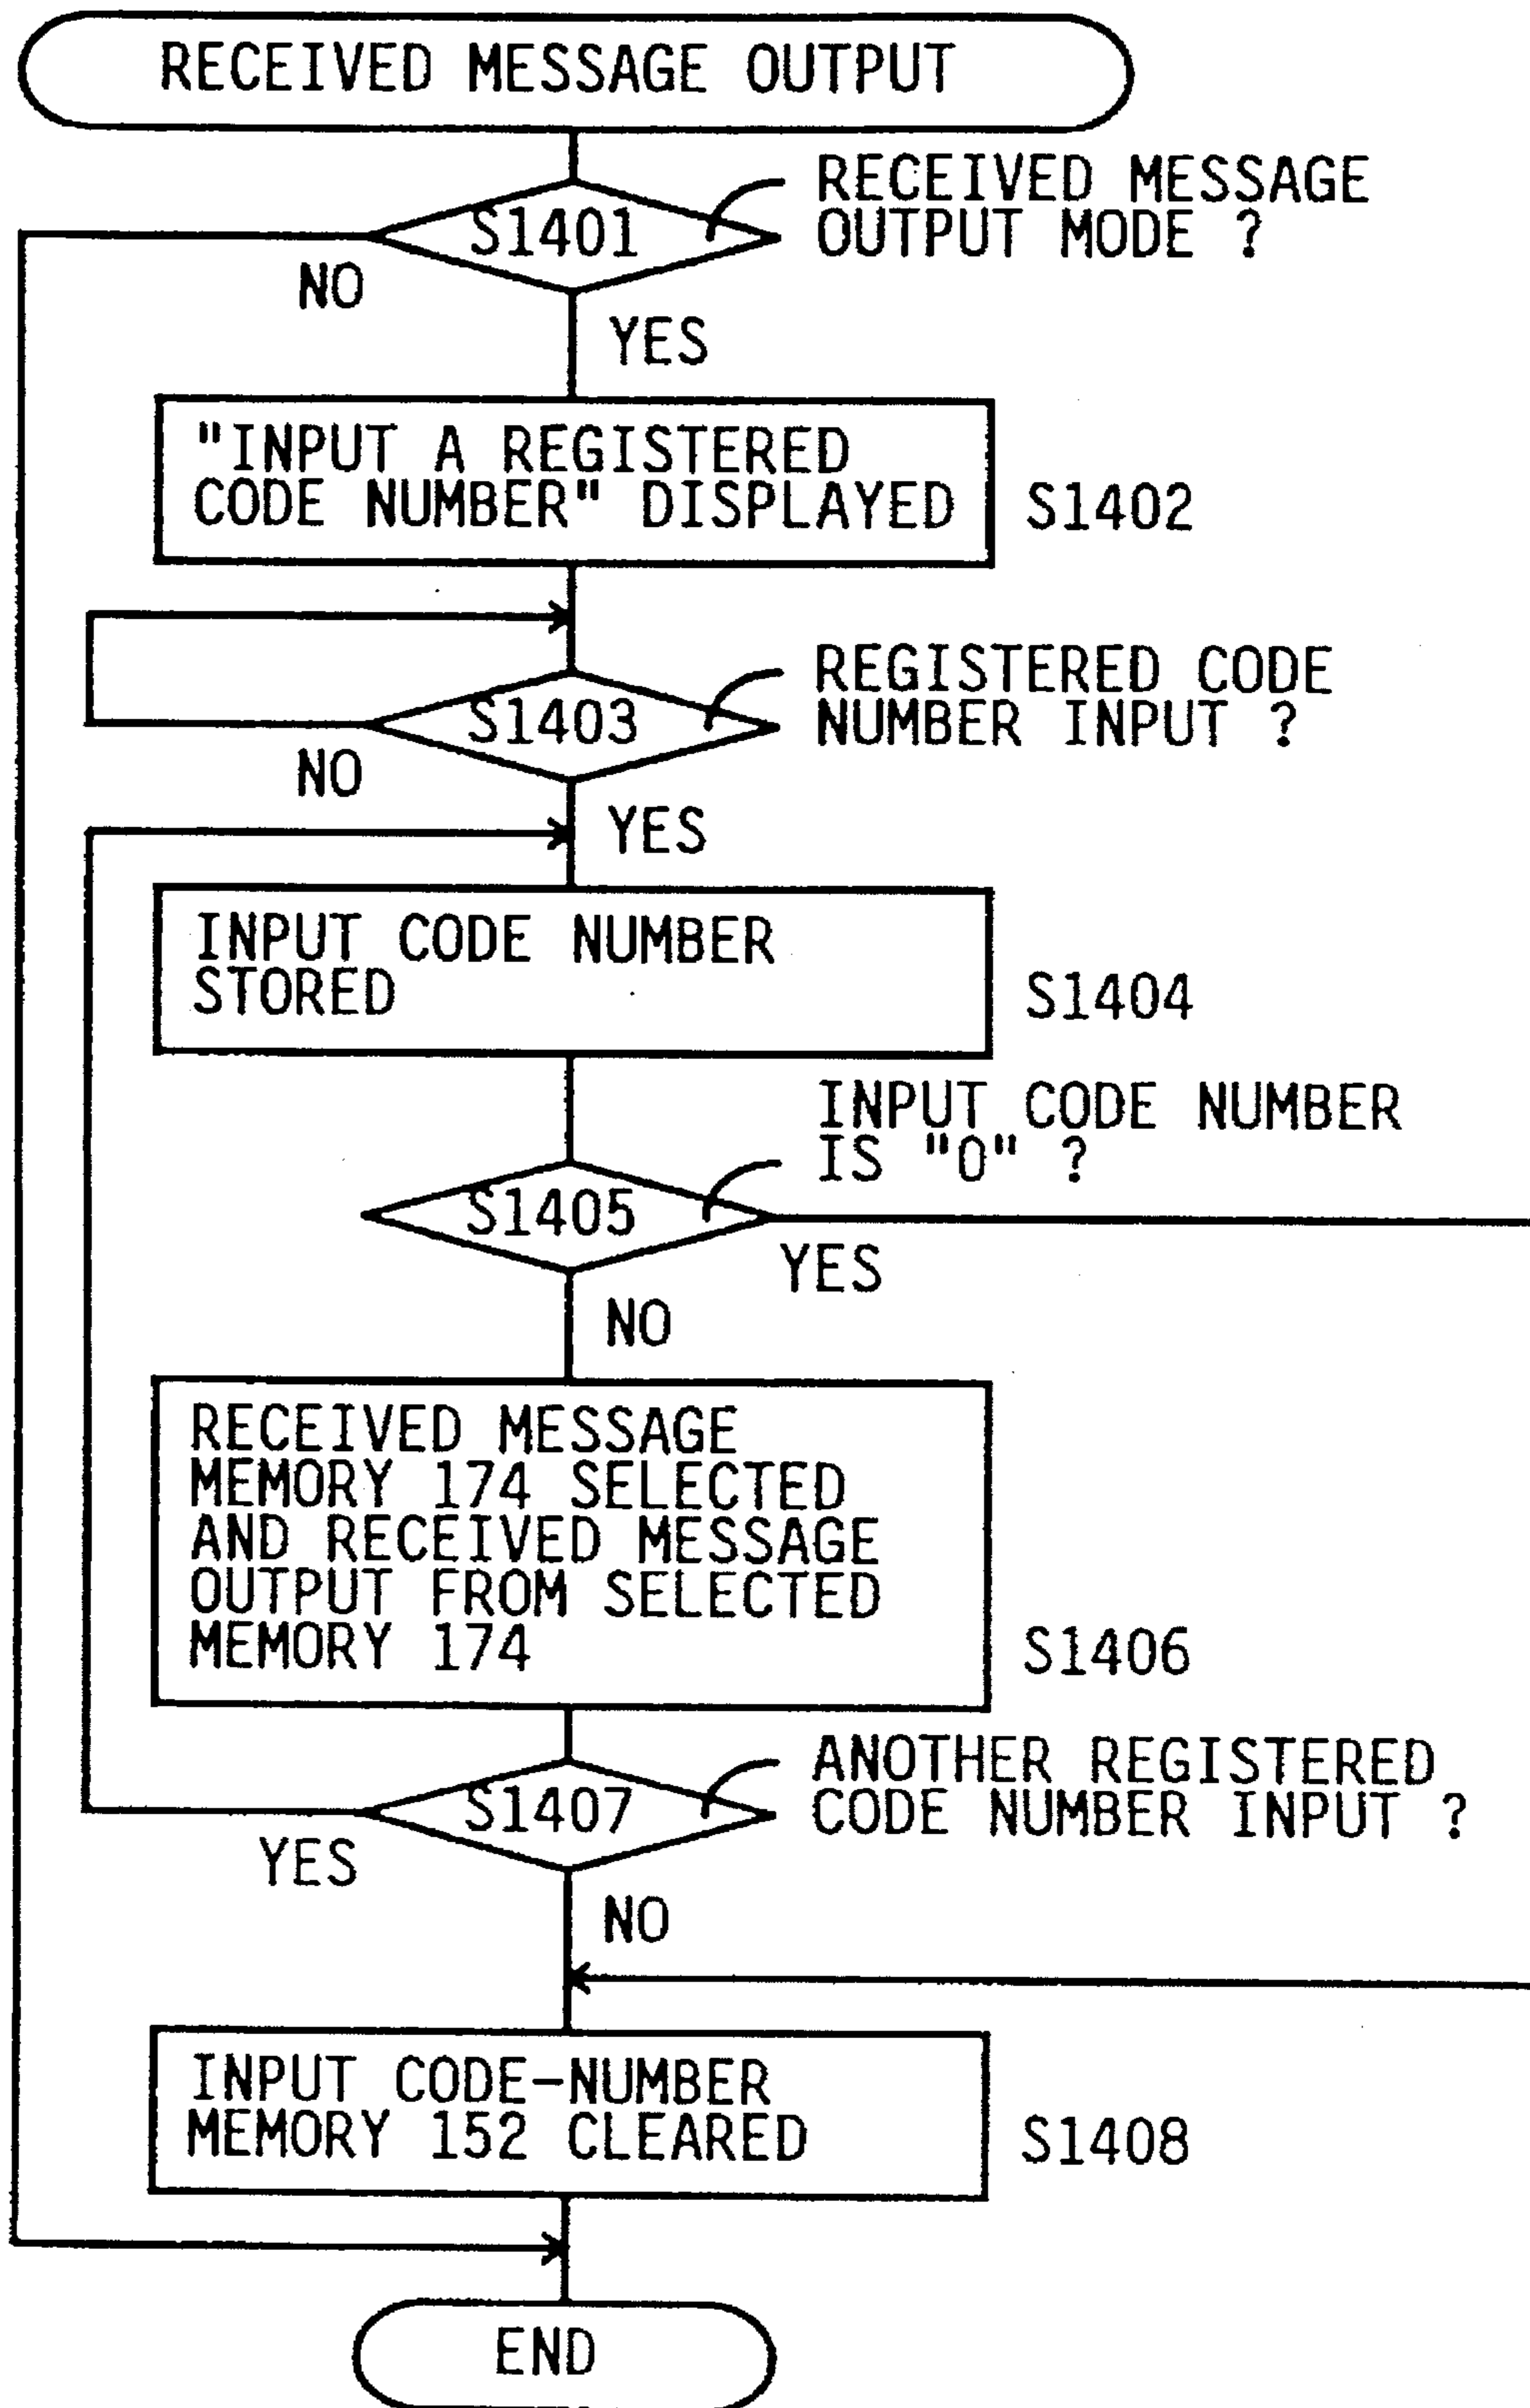 RECEIVED MESSAGE OUTPUT
S1401
RECEIVED MESSAGE
OUTPUT MODE ?
NO
YES
"INPUT A REGISTERED
CODE NUMBER" DISPLAYED
S1402
S1403
REGISTERED CODE
NUMBER INPUT ?
NO
YES
INPUT CODE NUMBER
STORED
S1404
INPUT CODE NUMBER
IS "0" ?
S1405
YES
NO
RECEIVED MESSAGE
MEMORY 174 SELECTED
AND RECEIVED MESSAGE
OUTPUT FROM SELECTED
MEMORY 174
S1406
S1407
ANOTHER REGISTERED
CODE NUMBER INPUT ?
YES
NO
INPUT CODE-NUMBER
MEMORY 152 CLEARED
S1408
END